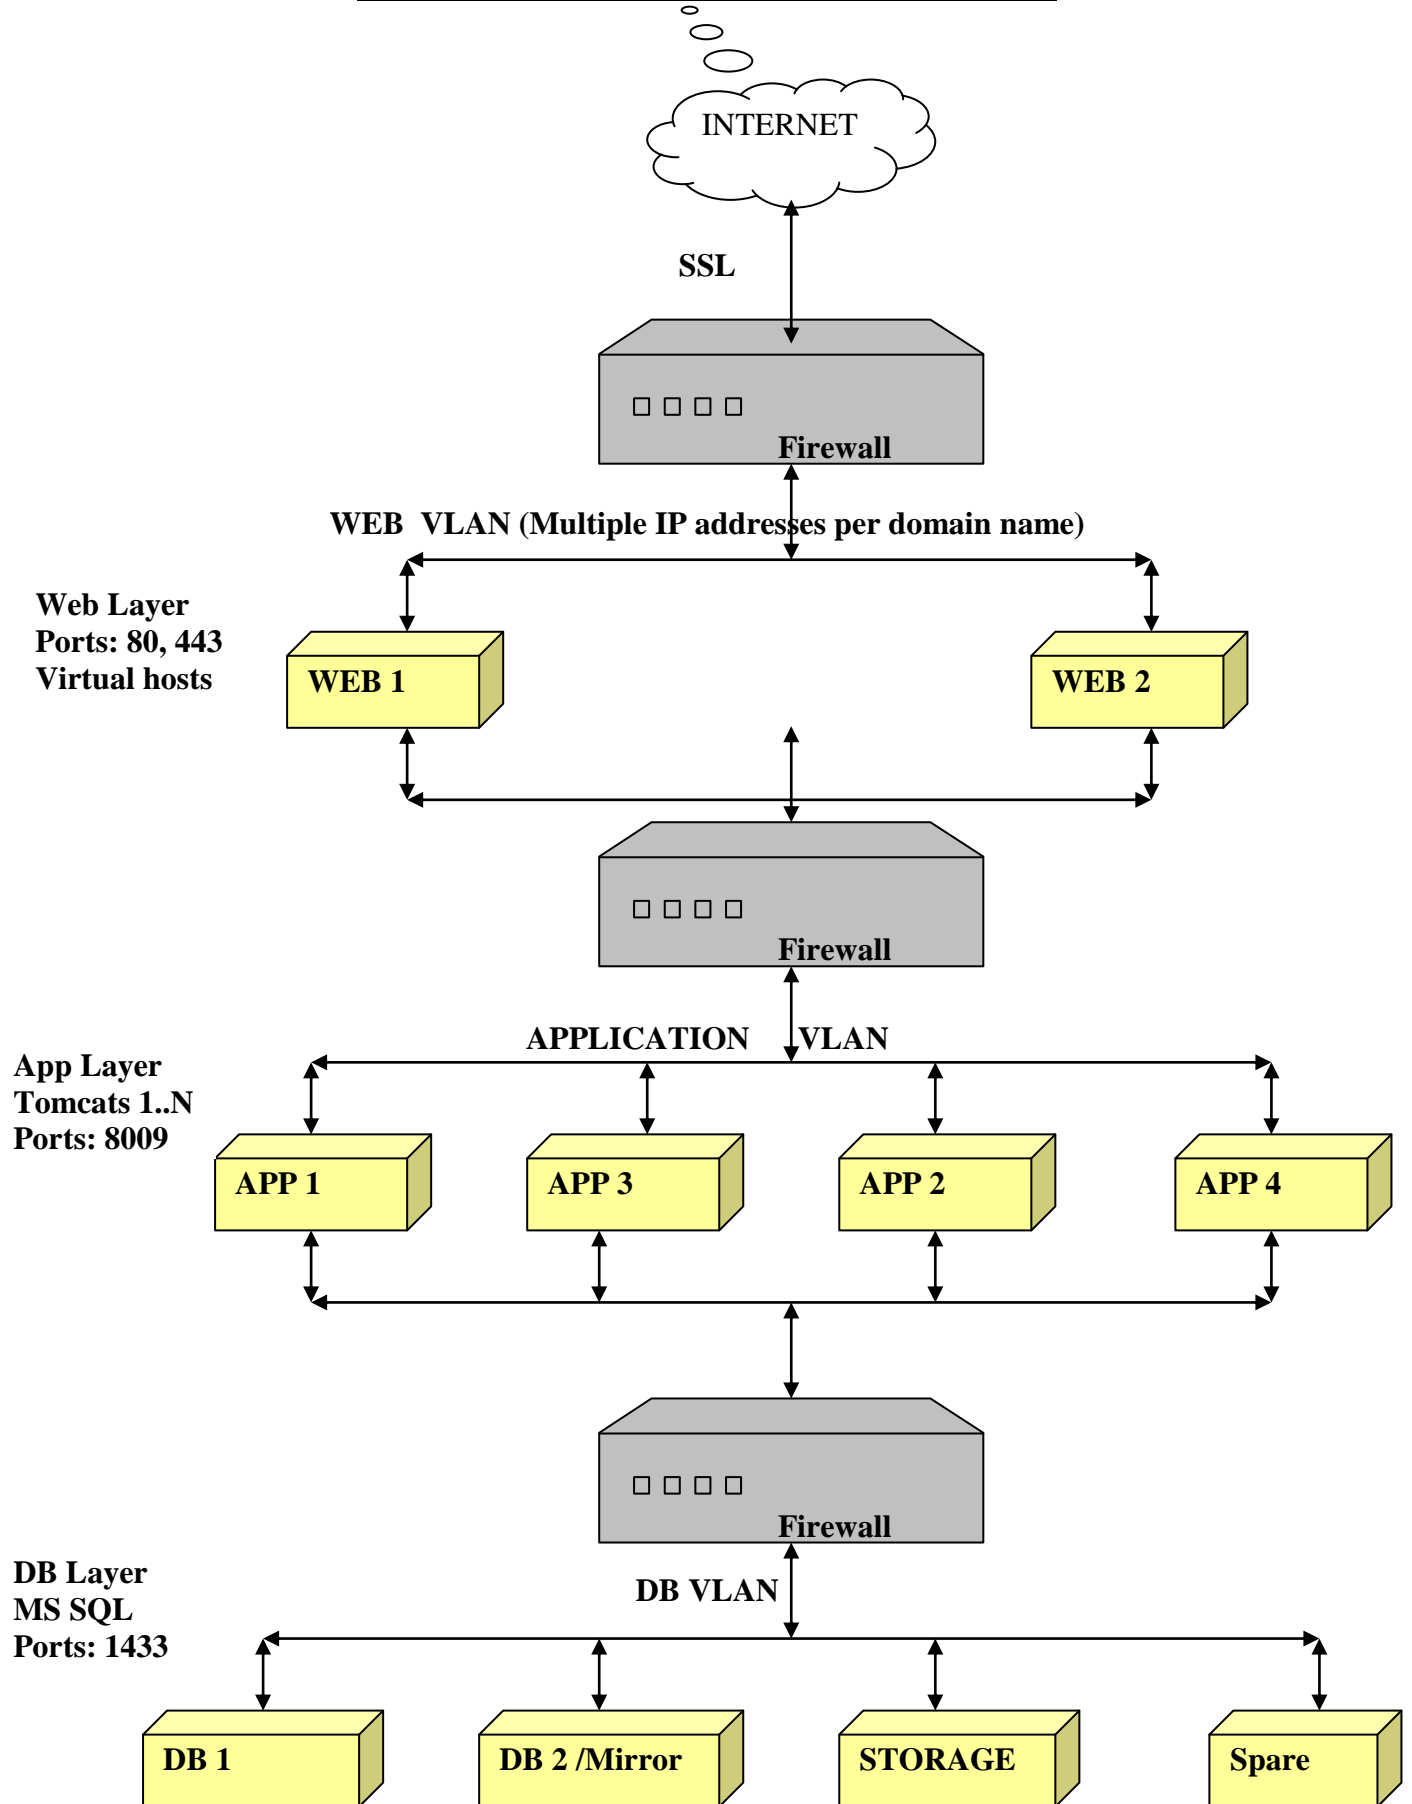 INTERNET
SSL
Firewall
WEB  VLAN (Multiple IP addresses per domain name)
Web Layer
Ports: 80, 443
Virtual hosts
WEB 1
WEB 2
Firewall
APPLICATION VLAN
App Layer
Tomcats 1..N
Ports: 8009
APP 1
APP 3
APP 2
APP 4
Firewall
DB Layer
MS SQL
Ports: 1433
DB VLAN
DB 1
DB 2 /Mirror
STORAGE
Spare